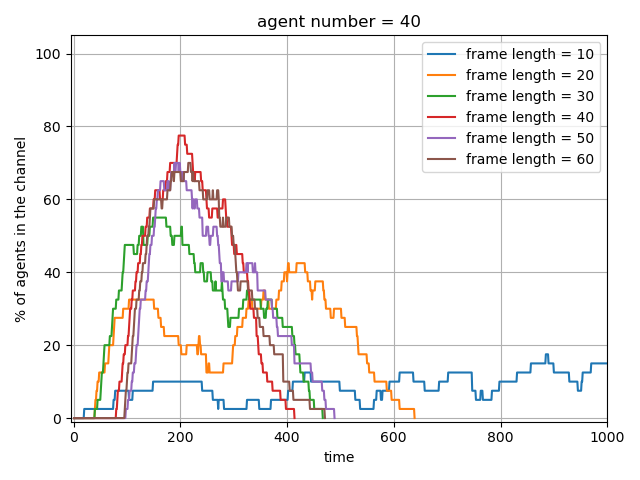 agent number = 40
% of agents in the channel
100
80
60
40
20
0
frame length = 10
frame length = 20
frame length = 30
frame length = 40
frame length = 50
frame length = 60
0 200 400 600 800 1000
time